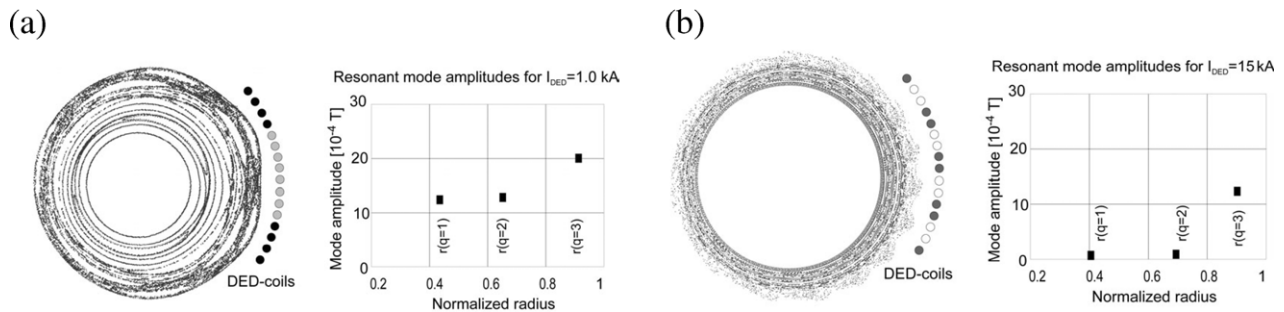 (a)
Resonant mode amplitudes for I_DED=1.0 kA
Mode amplitude [10⁻⁴ T]
30
20
10
0
r(q=1)
r(q=2)
r(q=3)
0.2
0.4
0.6
0.8
1
Normalized radius
DED-coils
(b)
Resonant mode amplitudes for I_DED=15 kA
Mode amplitude [10⁻⁴ T]
30
20
10
0
r(q=1)
r(q=2)
r(q=3)
0.2
0.4
0.6
0.8
1
Normalized radius
DED-coils